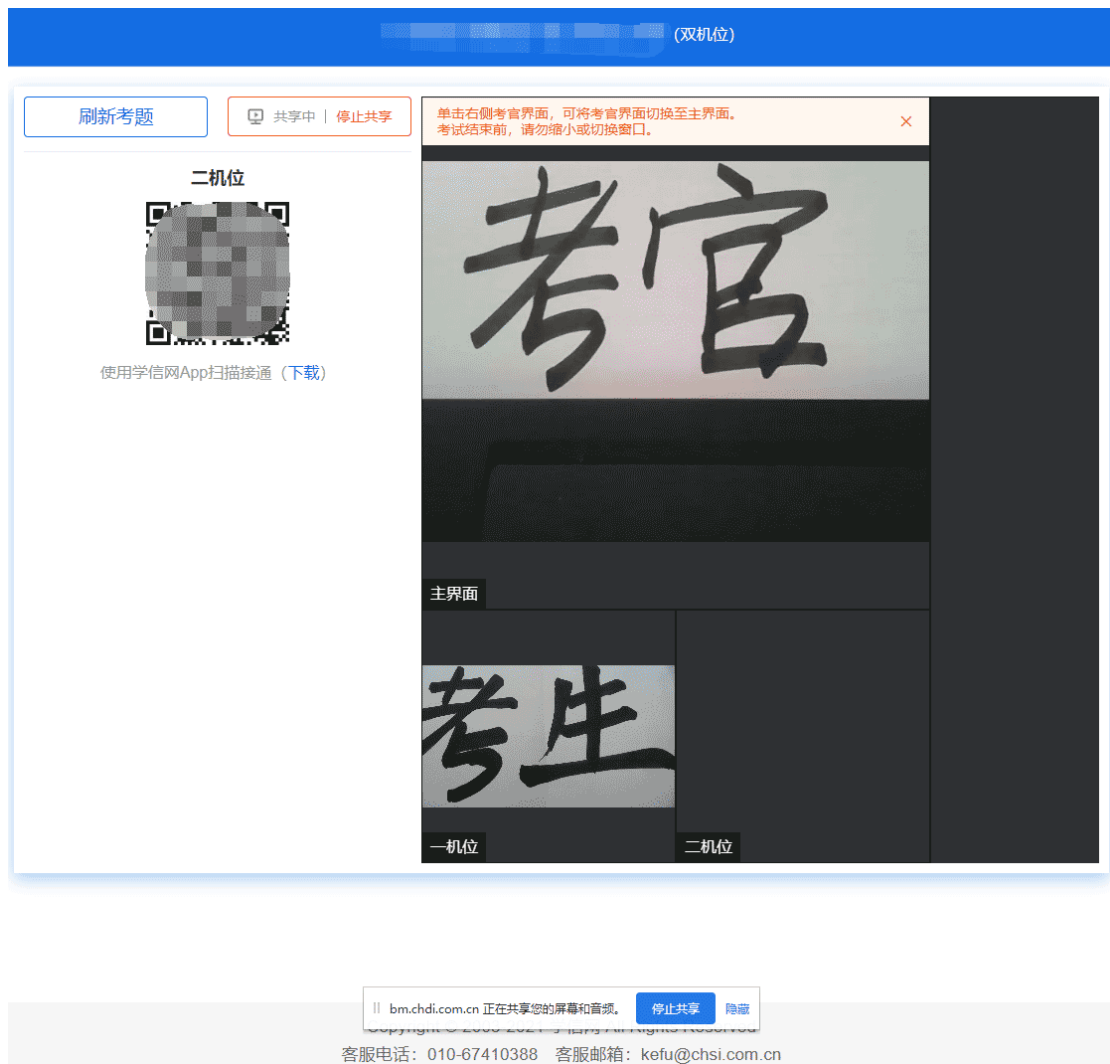 (双机位)
刷新考题
共享中 | 停止共享
二机位
使用学信网App扫描接通（下载）
单击右侧考官界面，可将考官界面切换至主界面。
考试结束前，请勿缩小或切换窗口。
考官
主界面
考生
一机位
二机位
bm.chdi.com.cn 正在共享您的屏幕和音频。 停止共享 隐藏
客服电话：010-67410388 客服邮箱：kefu@chsi.com.cn